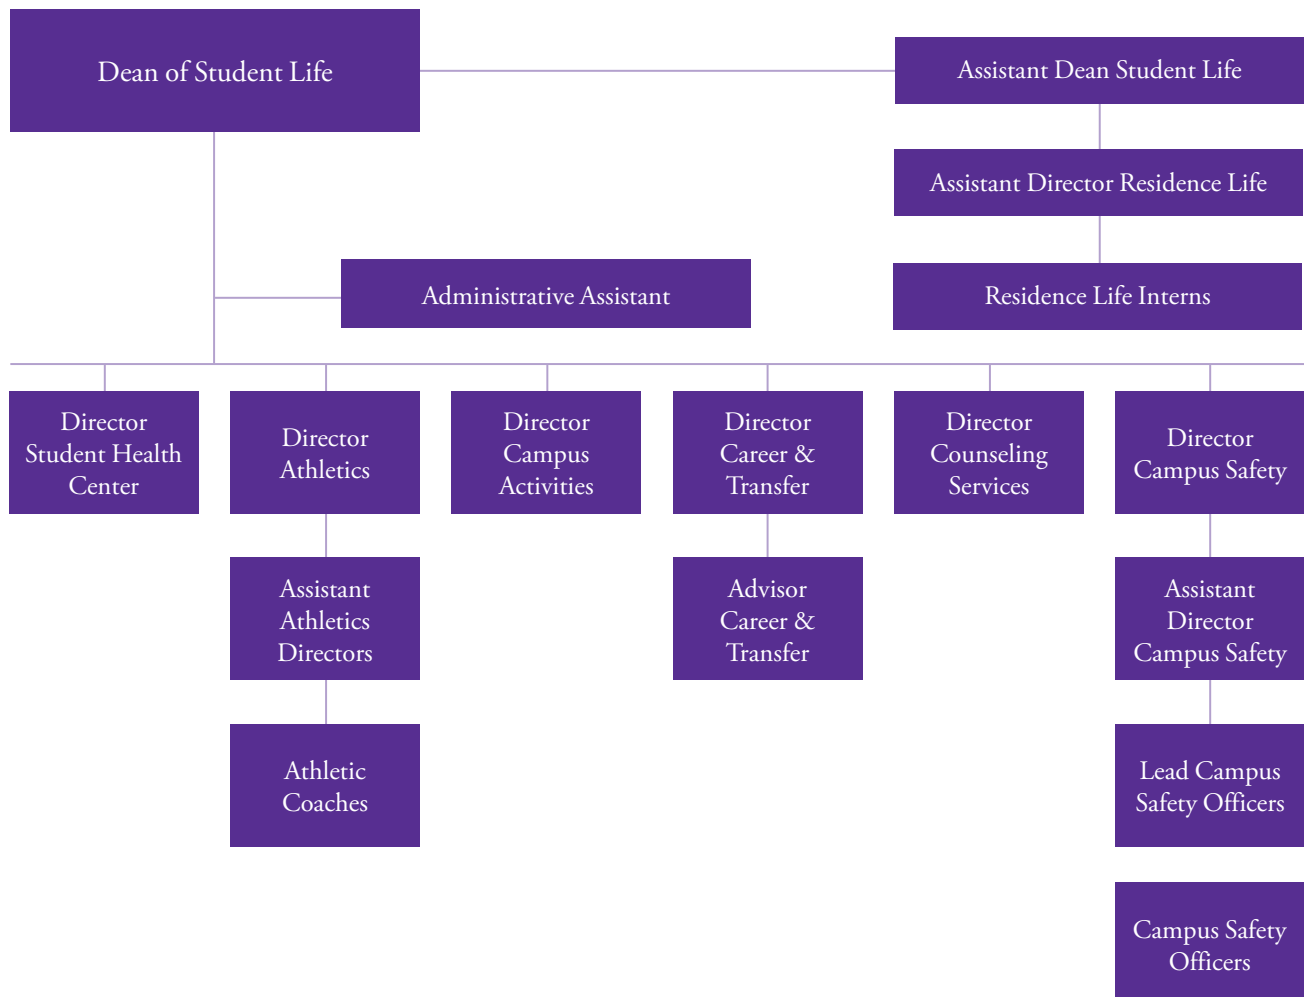 Dean of Student Life
Assistant Dean Student Life
Assistant Director Residence Life
Administrative Assistant
Residence Life Interns
Director
Student Health
Center
Director
Athletics
Director
Campus
Activities
Director
Career &
Transfer
Director
Counseling
Services
Director
Campus Safety
Assistant
Athletics
Directors
Advisor
Career &
Transfer
Assistant
Director
Campus Safety
Athletic
Coaches
Lead Campus
Safety Officers
Campus Safety
Officers